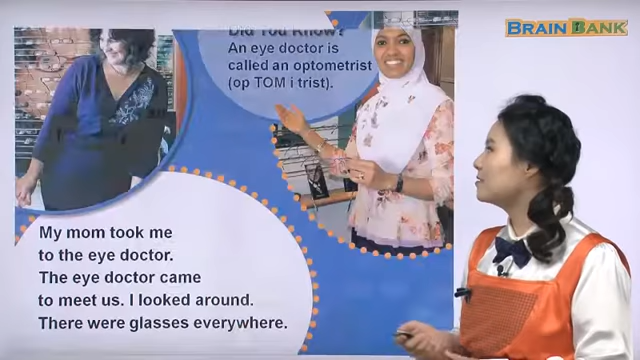 Did You Know?
An eye doctor is
called an optometrist
(op TOM i trist).
BRAIN BANK
My mom took me
to the eye doctor.
The eye doctor came
to meet us. I looked around.
There were glasses everywhere.